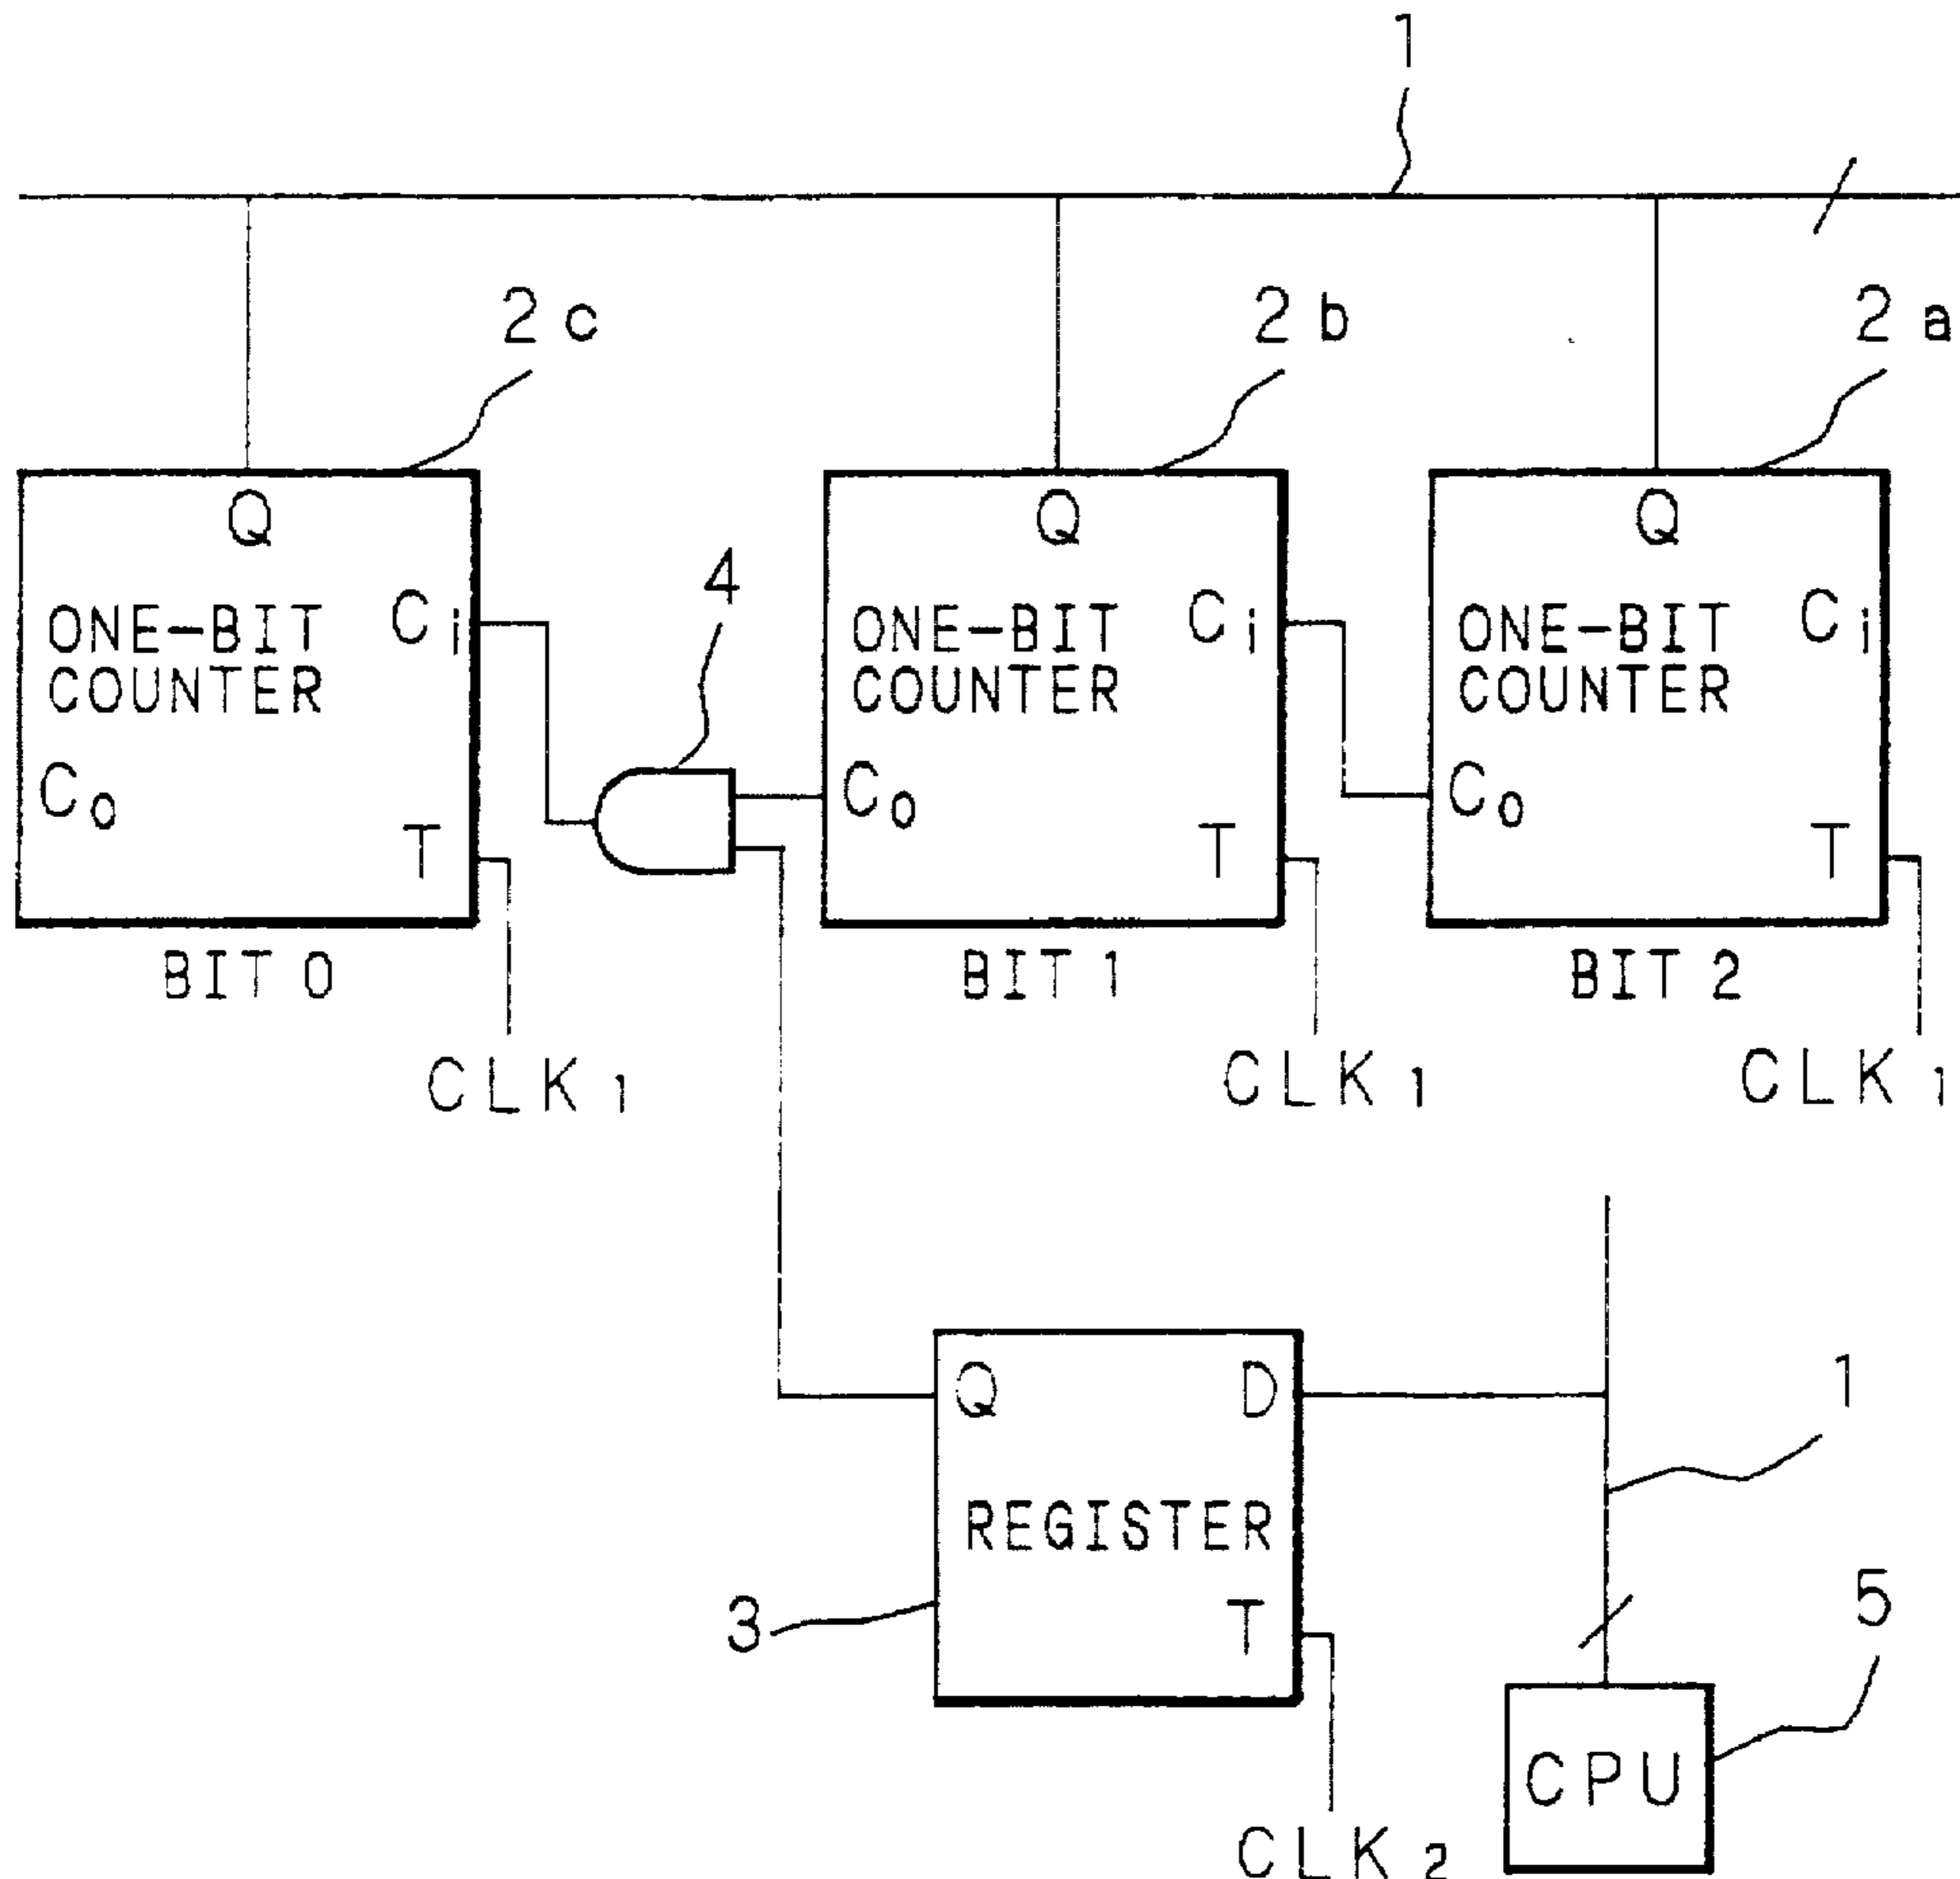 1
2c
2b
2a
Q
Q
Q
ONE-BIT
COUNTER
Ci
Co
T
4
ONE-BIT
COUNTER
Ci
Co
T
ONE-BIT
COUNTER
Ci
Co
T
BIT 0
BIT 1
BIT 2
CLK1
CLK1
CLK1
Q
D
REGISTER
T
3
1
5
CPU
CLK2